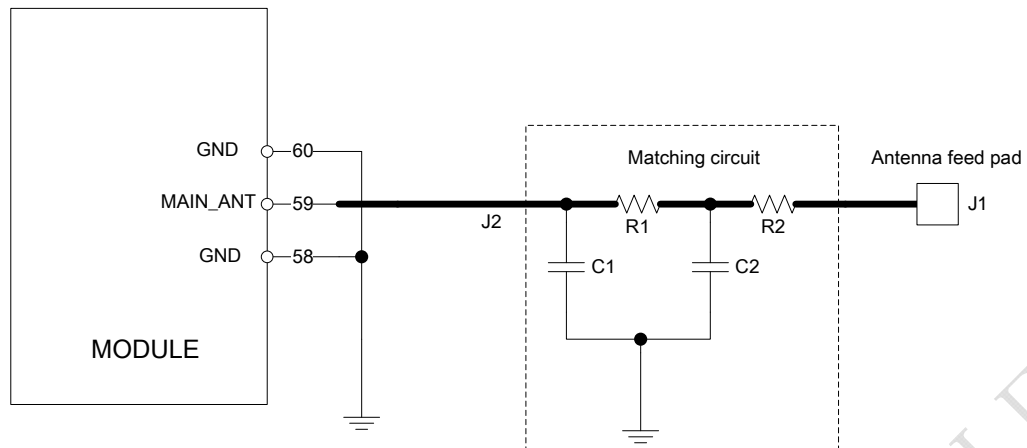 GND
60
Matching circuit
Antenna feed pad
MAIN_ANT
59
J2
R1
R2
J1
GND
58
C1
C2
MODULE